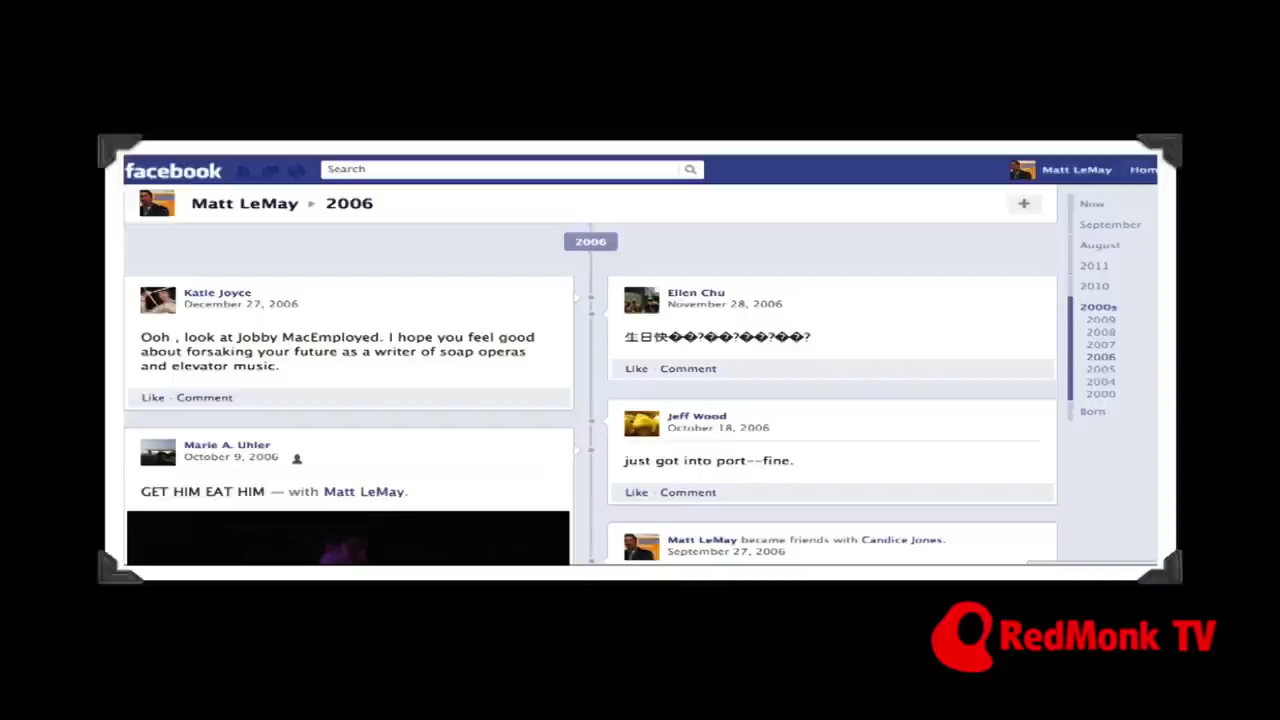 facebook
Search
Matt LeMay Hom
Matt LeMay ▸ 2006
+
2006
Katie Joyce
December 27, 2006
Ooh , look at Jobby MacEmployed. I hope you feel good
about forsaking your future as a writer of soap operas
and elevator music.
Like · Comment
Marie A. Uhler
October 9, 2006
GET HIM EAT HIM — with Matt LeMay.
Ellen Chu
November 28, 2006
生日快��?��?��?��?
Like · Comment
Jeff Wood
October 18, 2006
just got into port--fine.
Like · Comment
Matt LeMay became friends with Candice Jones.
September 27, 2006
Now
September
August
2011
2010
2000s
2009
2008
2007
2006
2005
2004
2000
Born
RedMonk TV